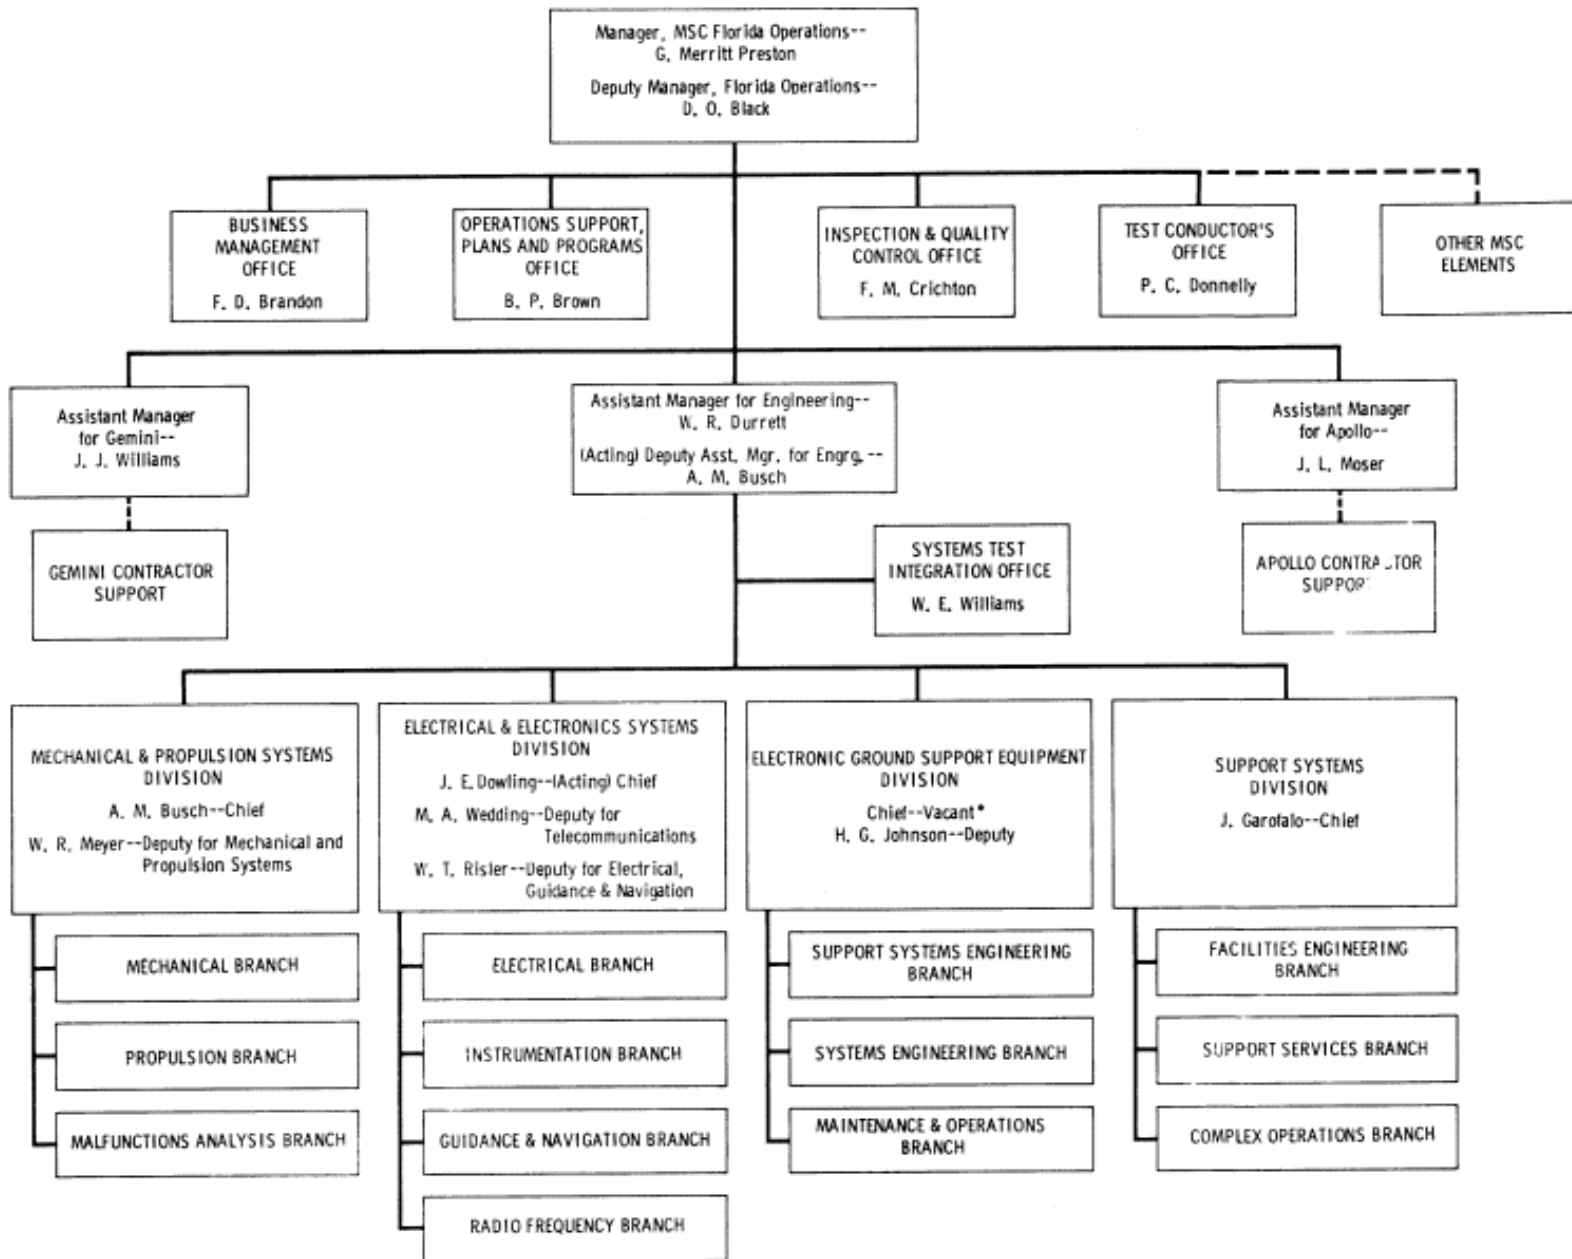 Manager, MSC Florida Operations--
G. Merritt Preston
Deputy Manager, Florida Operations--
D. O. Black
BUSINESS
MANAGEMENT
OFFICE
F. D. Brandon
OPERATIONS SUPPORT,
PLANS AND PROGRAMS
OFFICE
B. P. Brown
INSPECTION & QUALITY
CONTROL OFFICE
F. M. Crichton
TEST CONDUCTOR'S
OFFICE
P. C. Donnelly
OTHER MSC
ELEMENTS
Assistant Manager
for Gemini--
J. J. Williams
Assistant Manager for Engineering--
W. R. Durrett
(Acting) Deputy Asst. Mgr. for Engrg. --
A. M. Busch
Assistant Manager
for Apollo--
J. L. Moser
GEMINI CONTRACTOR
SUPPORT
SYSTEMS TEST
INTEGRATION OFFICE
W. E. Williams
APOLLO CONTRACTOR
SUPPORT
MECHANICAL & PROPULSION SYSTEMS
DIVISION
A. M. Busch--Chief
W. R. Meyer--Deputy for Mechanical and
Propulsion Systems
ELECTRICAL & ELECTRONICS SYSTEMS
DIVISION
J. E. Dowling--(Acting) Chief
M. A. Wedding--Deputy for
Telecommunications
W. T. Risler--Deputy for Electrical,
Guidance & Navigation
ELECTRONIC GROUND SUPPORT EQUIPMENT
DIVISION
Chief--Vacant*
H. G. Johnson--Deputy
SUPPORT SYSTEMS
DIVISION
J. Garofalo--Chief
MECHANICAL BRANCH
PROPULSION BRANCH
MALFUNCTIONS ANALYSIS BRANCH
ELECTRICAL BRANCH
INSTRUMENTATION BRANCH
GUIDANCE & NAVIGATION BRANCH
RADIO FREQUENCY BRANCH
SUPPORT SYSTEMS ENGINEERING
BRANCH
SYSTEMS ENGINEERING BRANCH
MAINTENANCE & OPERATIONS
BRANCH
FACILITIES ENGINEERING
BRANCH
SUPPORT SERVICES BRANCH
COMPLEX OPERATIONS BRANCH